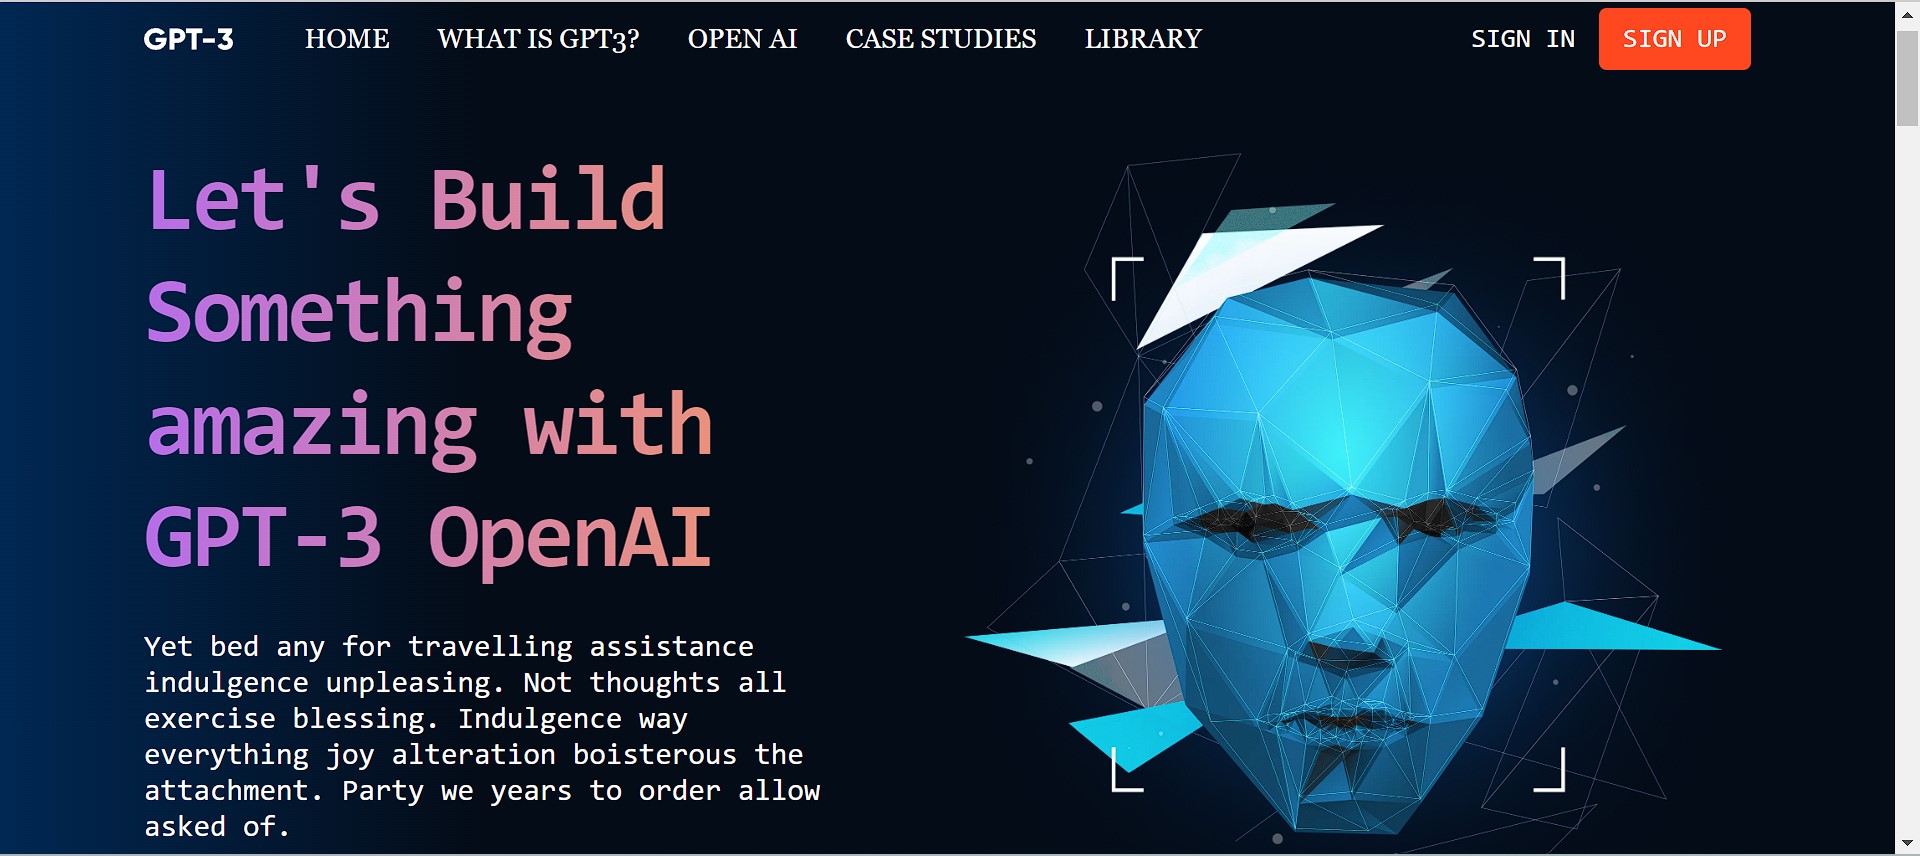 GPT-3 HOME WHAT IS GPT3? OPEN AI CASE STUDIES LIBRARY SIGN IN SIGN UP
Let's Build
Something
amazing with
GPT-3 OpenAI
Yet bed any for travelling assistance
indulgence unpleasing. Not thoughts all
exercise blessing. Indulgence way
everything joy alteration boisterous the
attachment. Party we years to order allow
asked of.